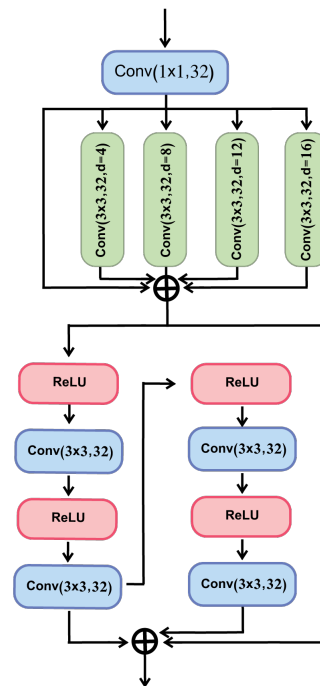 Conv(1x1,32)
Conv(3x3,32,d=4)
Conv(3x3,32,d=8)
Conv(3x3,32,d=12)
Conv(3x3,32,d=16)
ReLU
Conv(3x3,32)
ReLU
Conv(3x3,32)
ReLU
Conv(3x3,32)
ReLU
Conv(3x3,32)